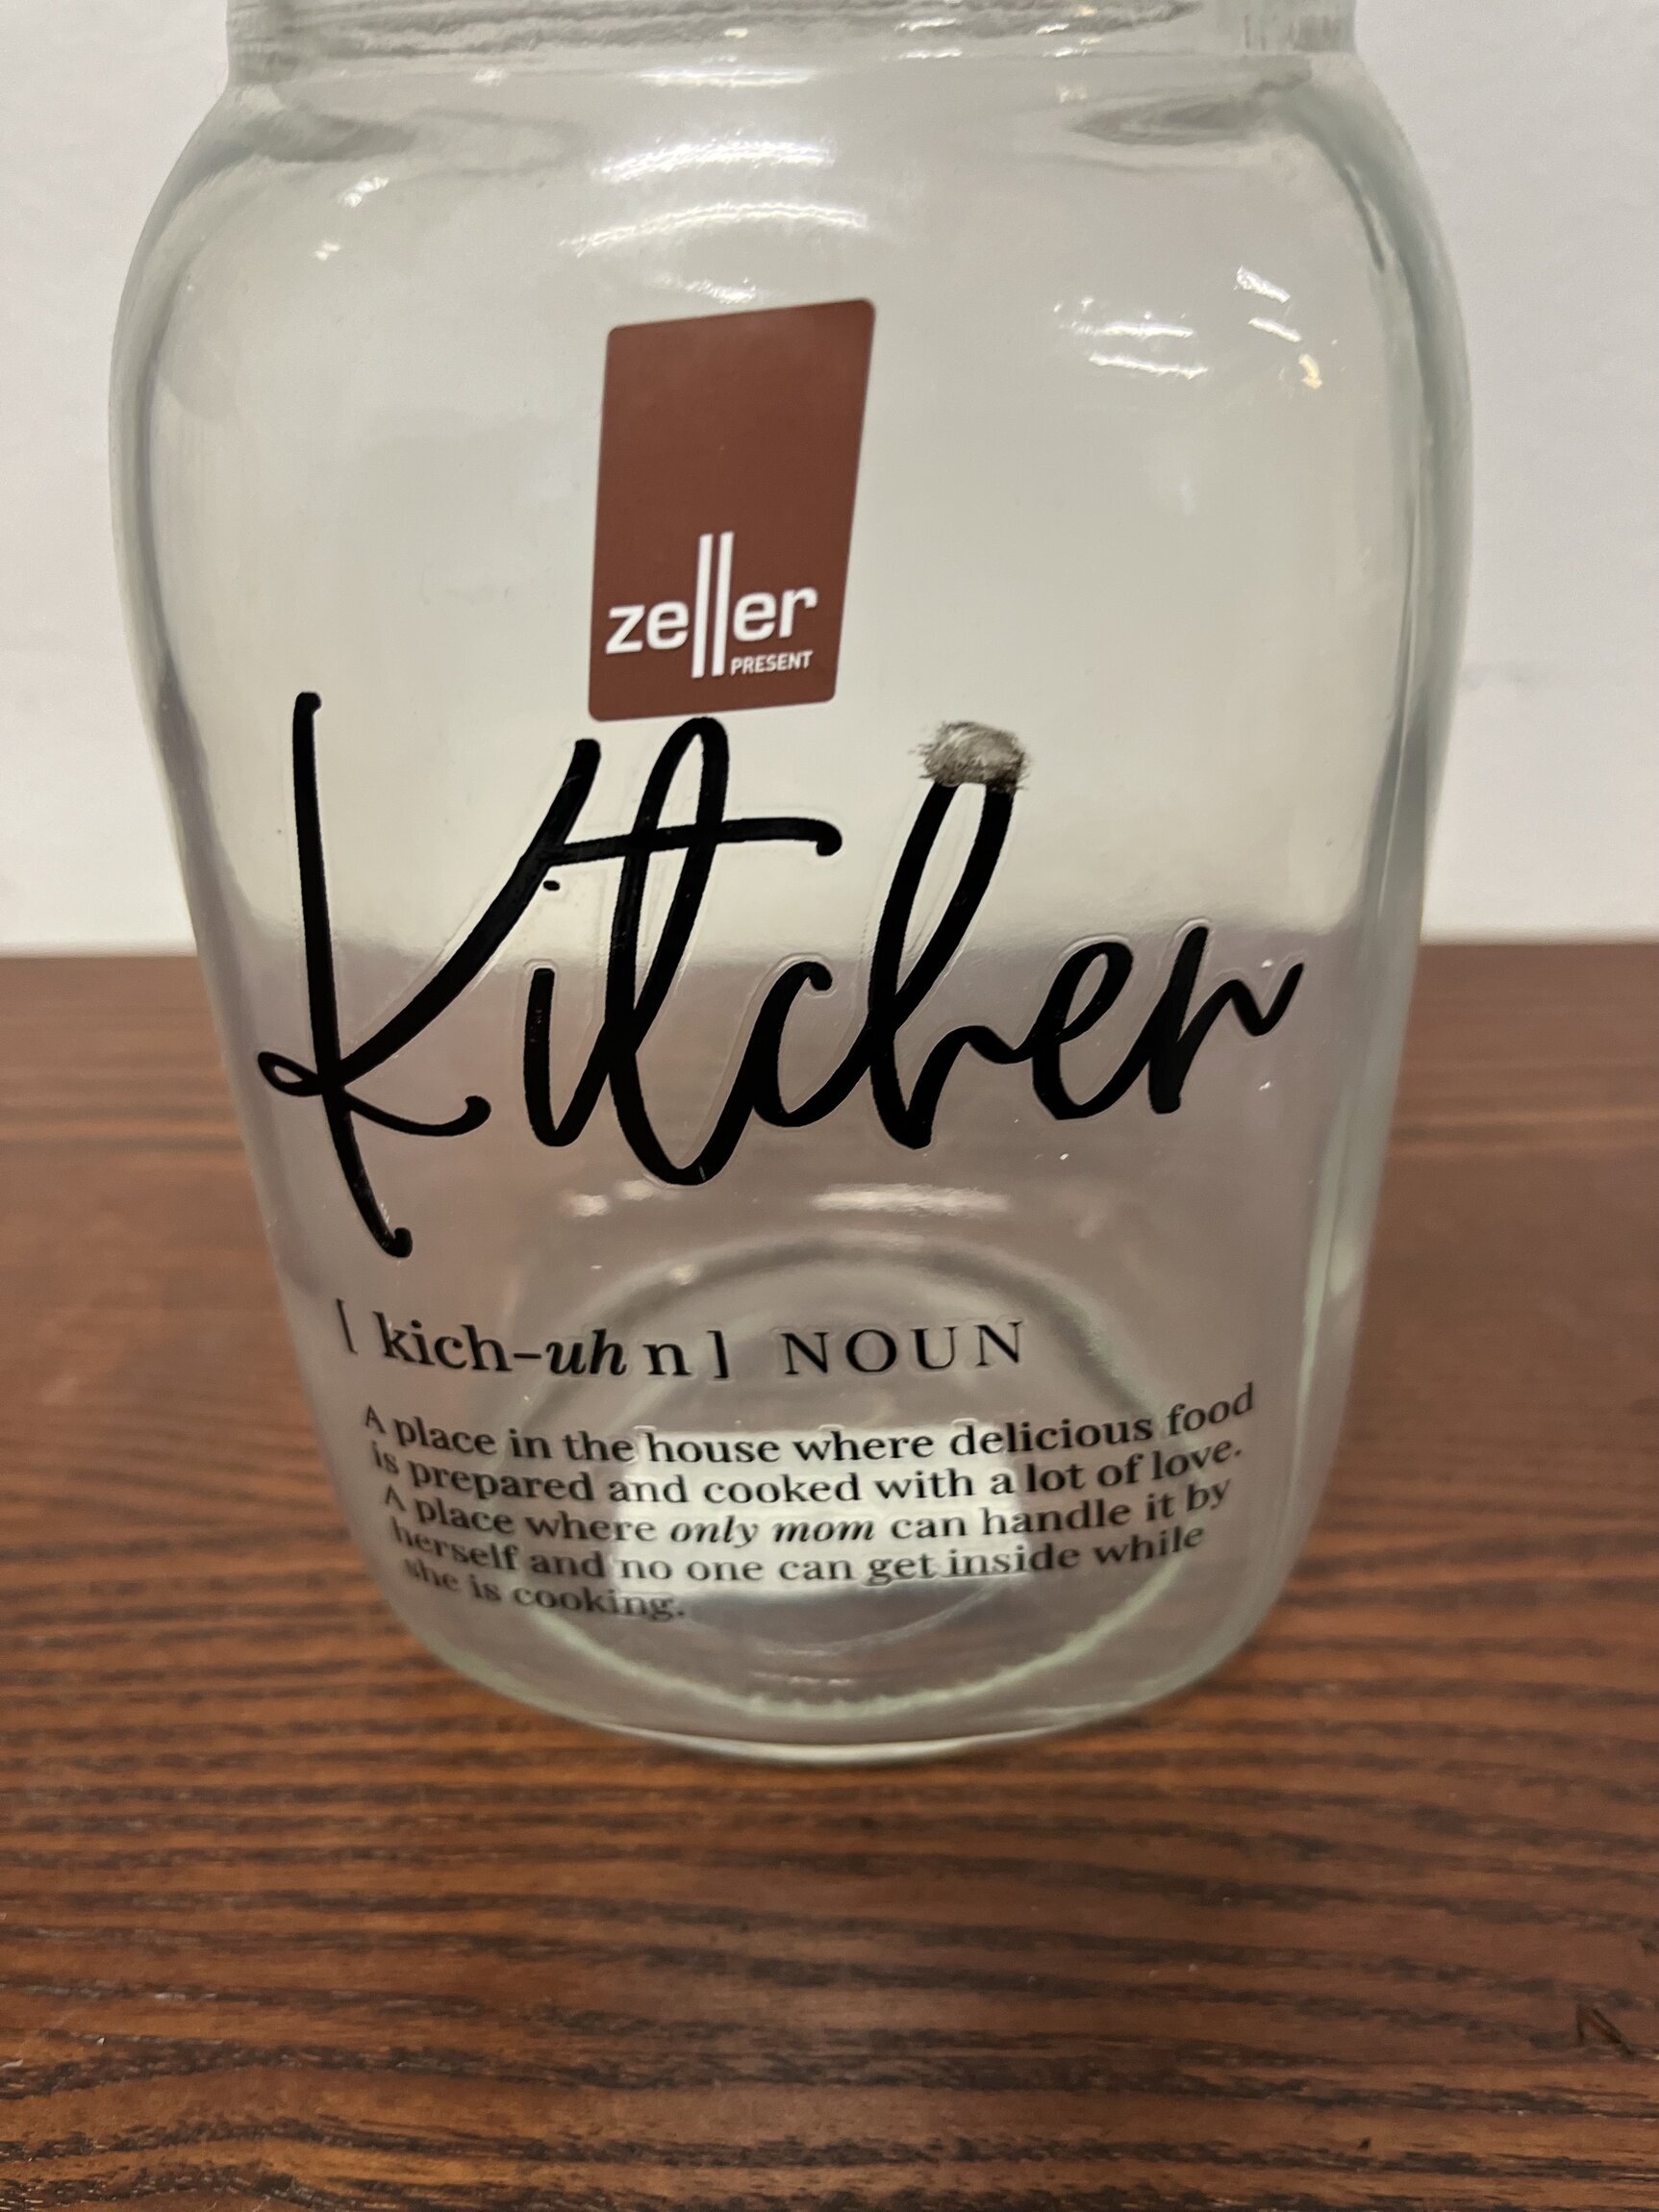 zeller
PRESENT
Kitchen
[ kich-uh n ] NOUN
A place in the house where delicious food
is prepared and cooked with a lot of love.
A place where only mom can handle it by
herself and no one can get inside while
she is cooking.